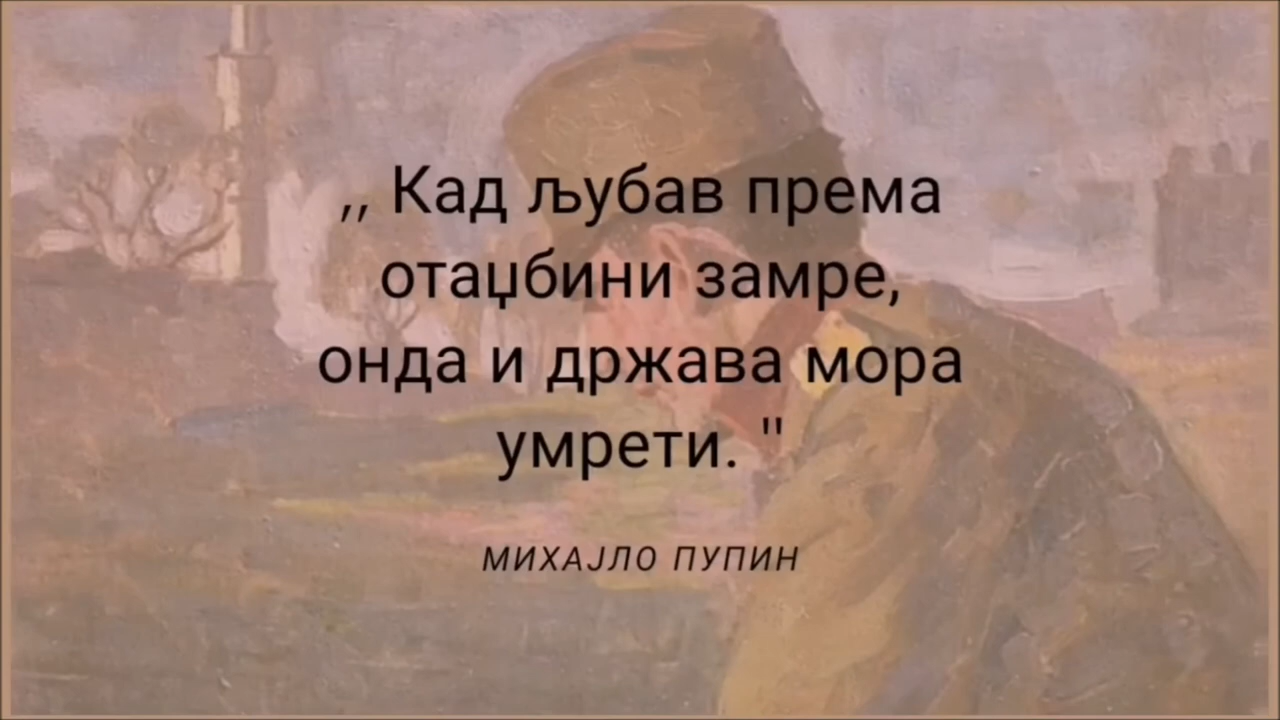 ,, Кад љубав према
отаџбини замре,
онда и држава мора
умрети. "
МИХАЈЛО ПУПИН